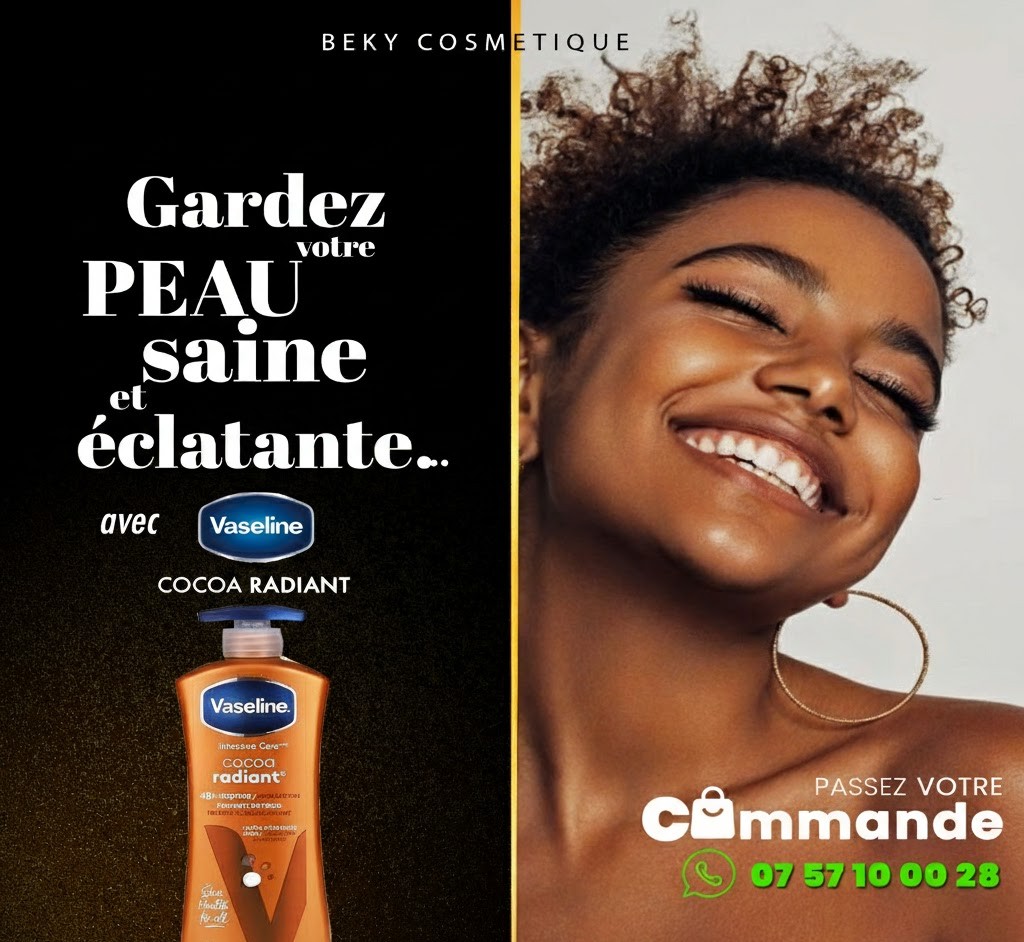 BEKY COSMETIQUE
Gardez
votre
PEAU
saine
et
éclatante...
avec Vaseline
COCOA RADIANT
Vaseline
cocoa
radiant
PASSEZ VOTRE
Commande
07 57 10 00 28